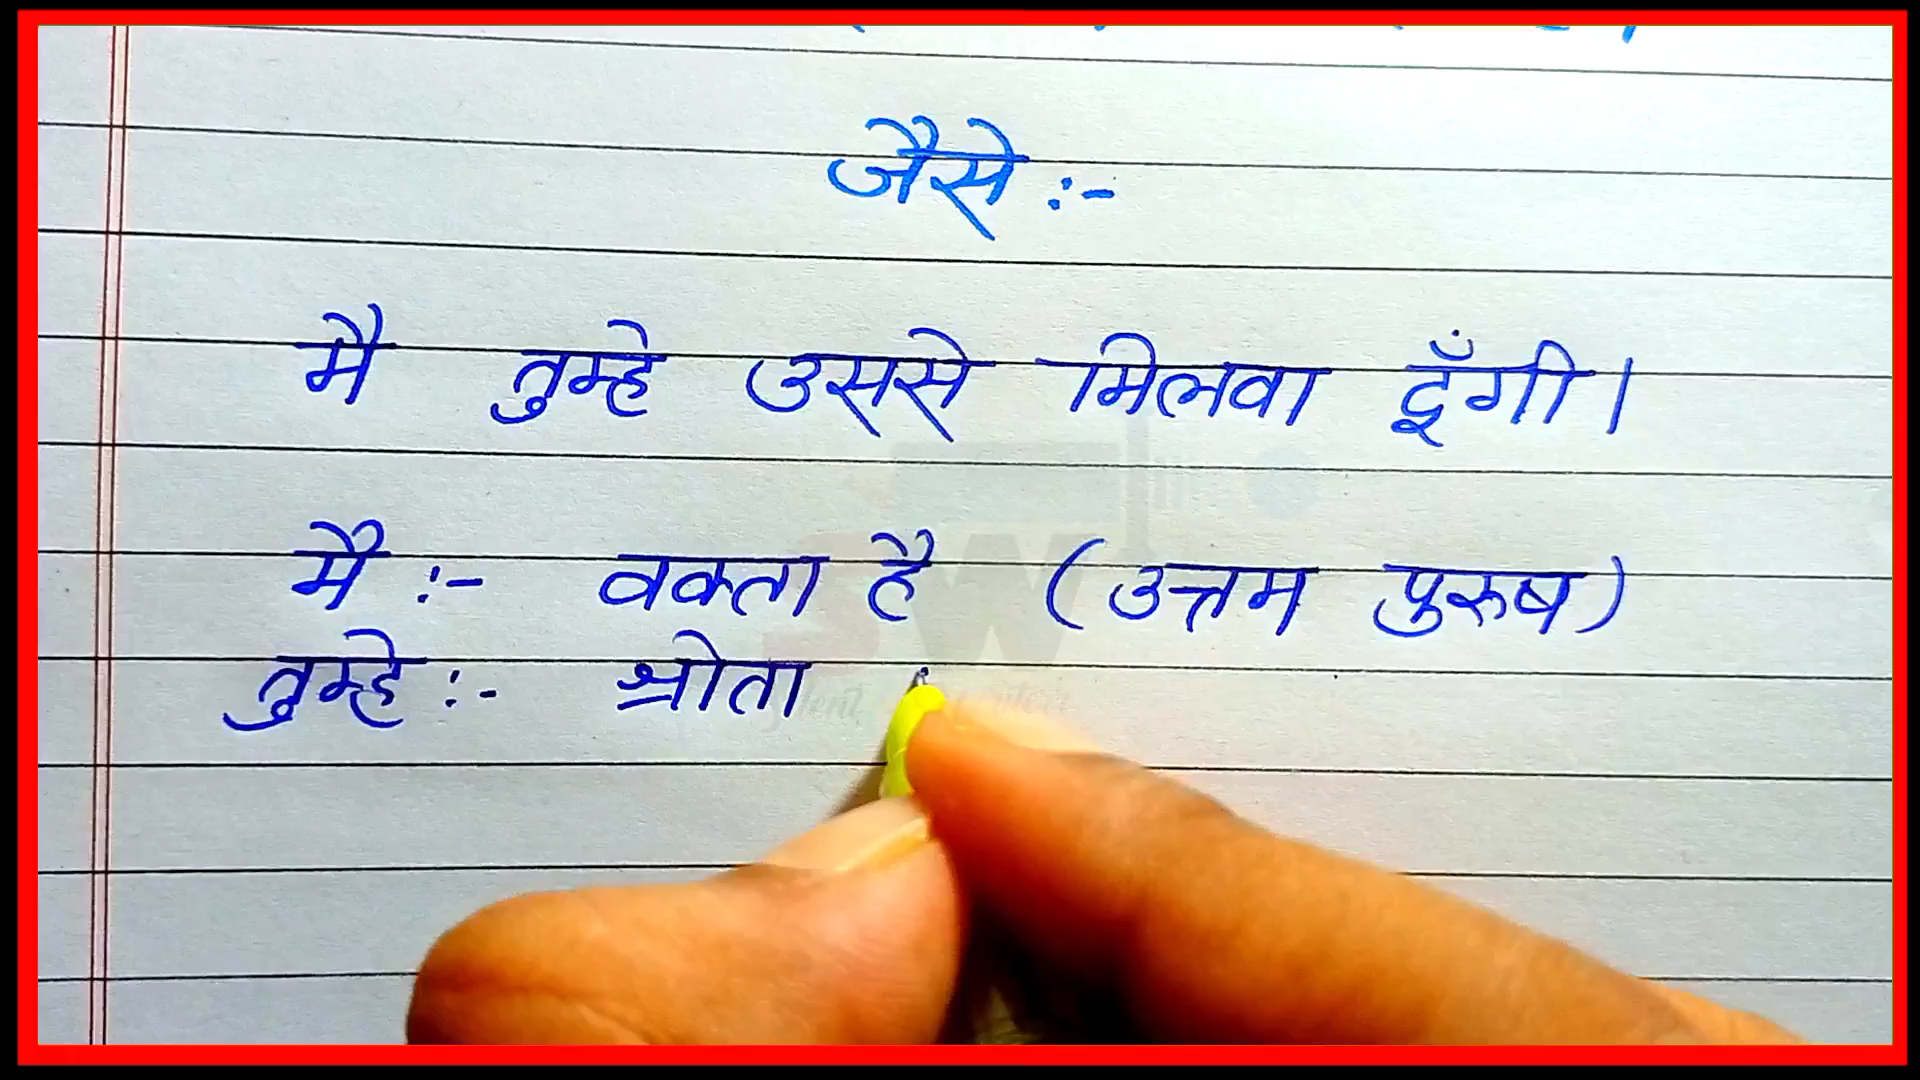 जैसे :-
मै तुम्हे उससे मिलवा दूँगी।
मै :- वक्ता है (उत्तम पुरुष)
तुम्हे :- श्रोता